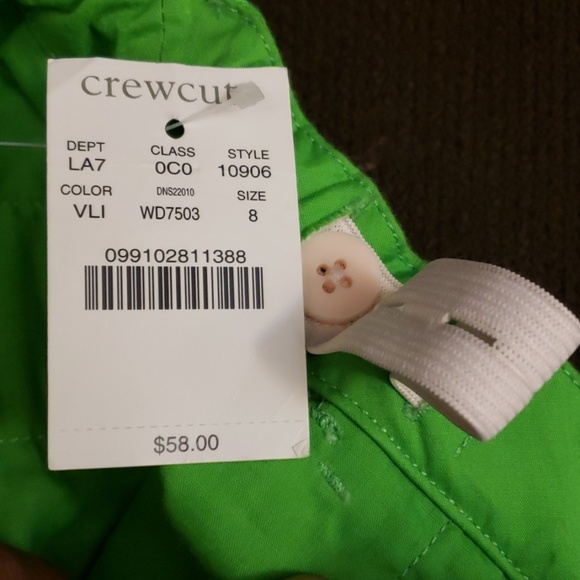 crewcut
DEPT CLASS STYLE
LA7 0C0 10906
COLOR DNS22010 SIZE
VLI WD7503 8
099102811388
$58.00